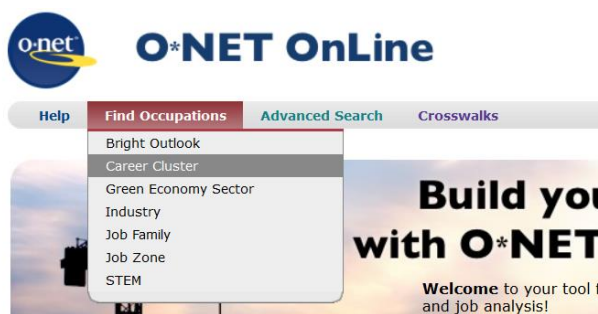 o·net
O*NET OnLine
Help Find Occupations Advanced Search Crosswalks
Bright Outlook
Career Cluster
Green Economy Sector
Industry
Job Family
Job Zone
STEM
Build you
with O*NET
Welcome to your tool f
and job analysis!